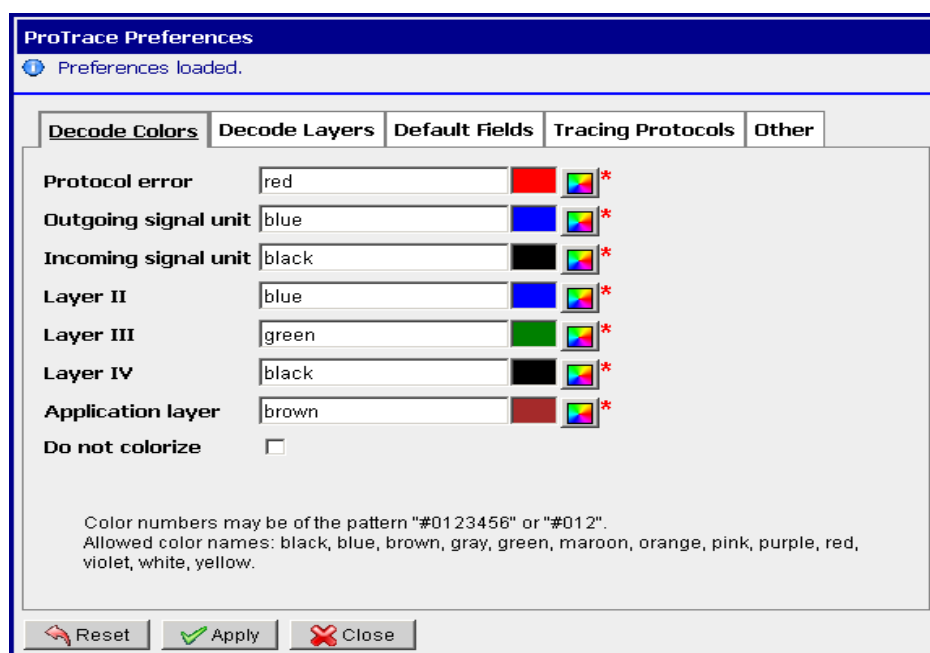 ProTrace Preferences
Preferences loaded.
Decode Colors Decode Layers Default Fields Tracing Protocols Other
Protocol error red *
Outgoing signal unit blue *
Incoming signal unit black *
Layer II blue *
Layer III green *
Layer IV black *
Application layer brown *
Do not colorize
Color numbers may be of the pattern "#0123456" or "#012".
Allowed color names: black, blue, brown, gray, green, maroon, orange, pink, purple, red,
violet, white, yellow.
Reset Apply Close